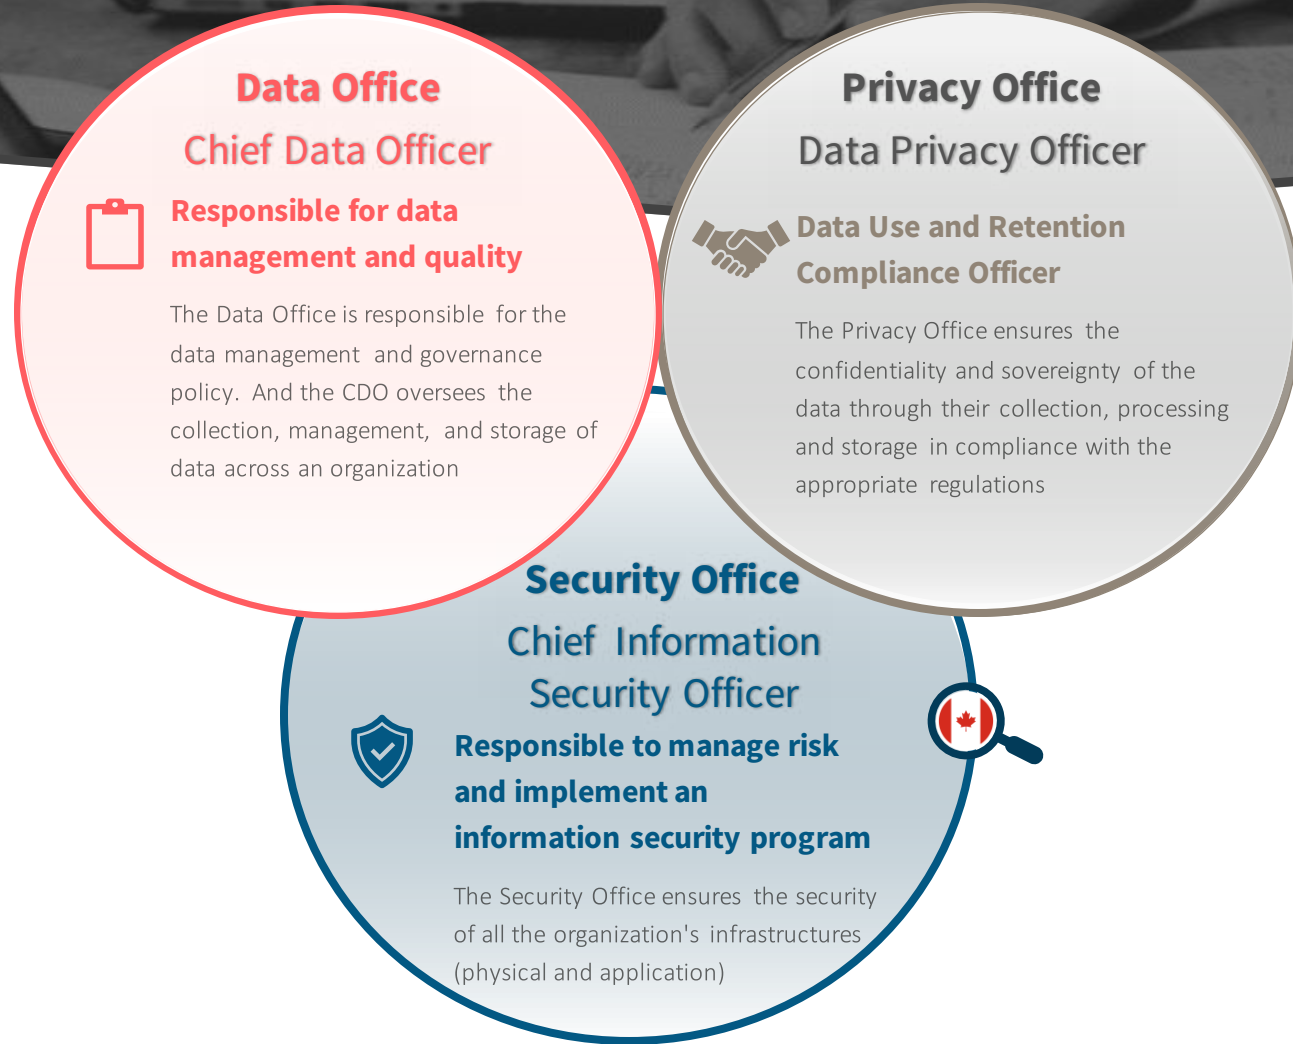 Data Office
Chief Data Officer
Responsible for data
management and quality
The Data Office is responsible for the
data management and governance
policy. And the CDO oversees the
collection, management, and storage of
data across an organization
Privacy Office
Data Privacy Officer
Data Use and Retention
Compliance Officer
The Privacy Office ensures the
confidentiality and sovereignty of the
data through their collection, processing
and storage in compliance with the
appropriate regulations
Security Office
Chief Information
Security Officer
Responsible to manage risk
and implement an
information security program
The Security Office ensures the security
of all the organization's infrastructures
(physical and application)